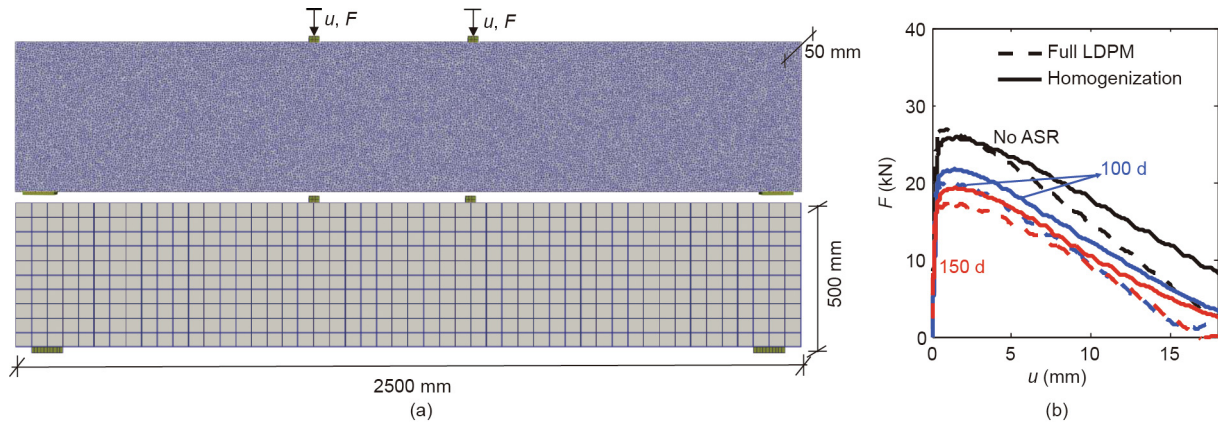 u, F
u, F
50 mm
500 mm
2500 mm
(a)
40
30
20
10
0
F (kN)
Full LDPM
Homogenization
No ASR
100 d
150 d
0
5
10
15
u (mm)
(b)